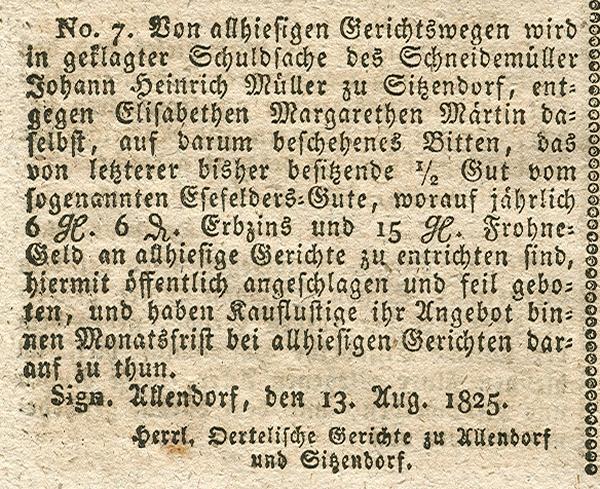 No. 7. Von allhiesigen Gerichtswegen wird
in geklagter Schuldsache des Schneidemüller
Johann Heinrich Müller zu Sitzendorf, ent-
gegen Elisabethen Margarethen Märtin da-
selbst, auf darum beschehenes Bitten, das
von letzterer bisher besitzende 1/2 Gut vom
sogenannten Esefelders-Gute, worauf jährlich
6 gl. 6 d. Erbzins und 15 gl. Frohne-
Geld an allhiesige Gerichte zu entrichten sind,
hiermit öffentlich angeschlagen und feil gebo-
ten, und haben Kauflustige ihr Angebot bin-
nen Monatsfrist bei allhiesigen Gerichten dar-
auf zu thun.
Sign. Allendorf, den 13. Aug. 1825.
Herrl. Oertelische Gerichte zu Allendorf
und Sitzendorf.